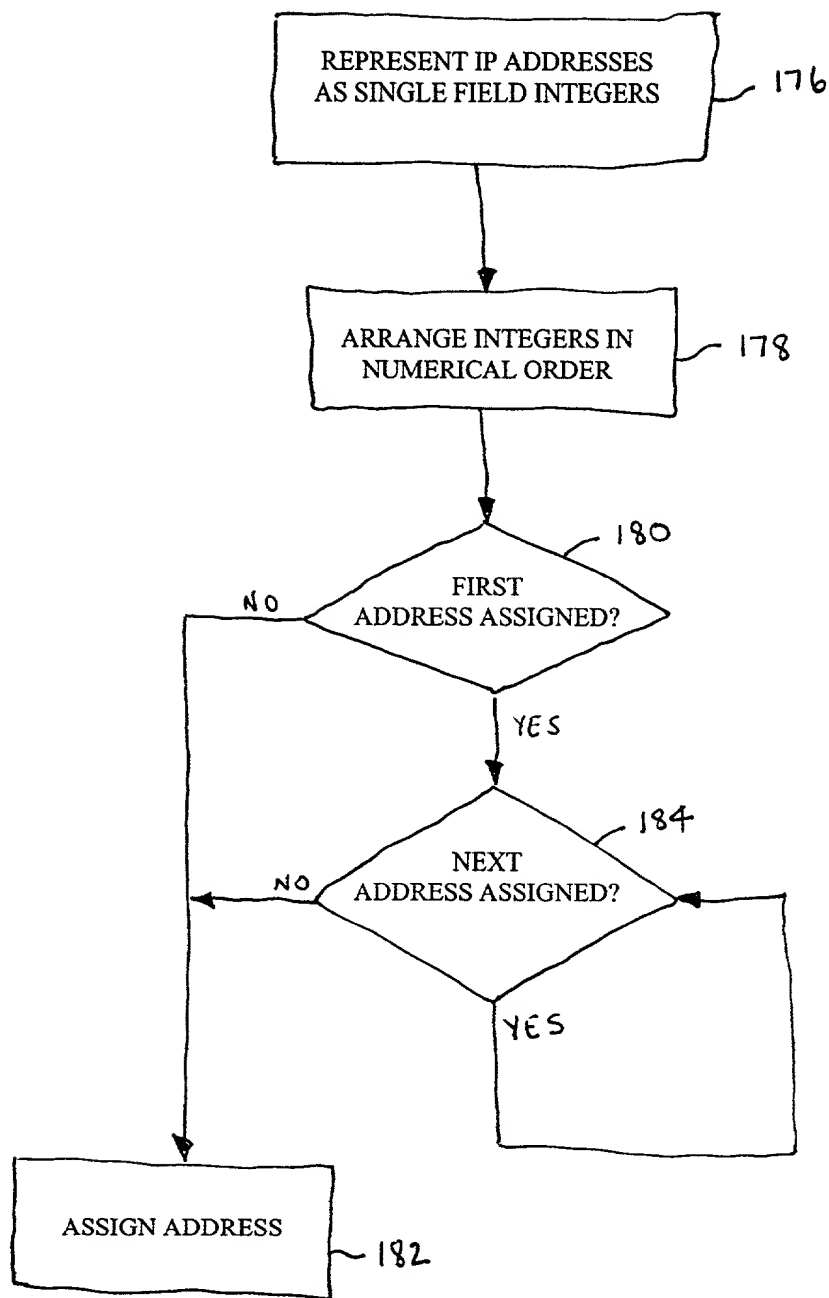 REPRESENT IP ADDRESSES
AS SINGLE FIELD INTEGERS
176
ARRANGE INTEGERS IN
NUMERICAL ORDER
178
180
FIRST
ADDRESS ASSIGNED?
NO
YES
184
NEXT
ADDRESS ASSIGNED?
NO
YES
ASSIGN ADDRESS
182